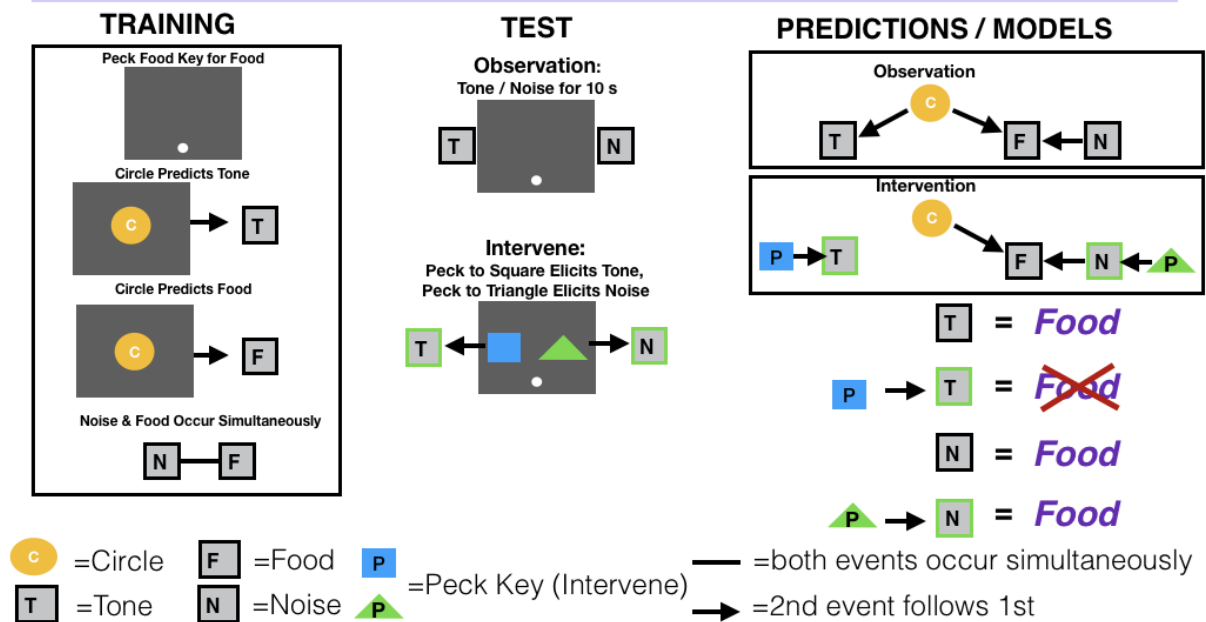 TRAINING
Peck Food Key for Food
Circle Predicts Tone
C
T
Circle Predicts Food
C
F
Noise & Food Occur Simultaneously
N
F
TEST
Observation:
Tone / Noise for 10 s
T
N
Intervene:
Peck to Square Elicits Tone,
Peck to Triangle Elicits Noise
T
N
PREDICTIONS / MODELS
Observation
C
T
F
N
Intervention
C
P
T
F
N
P
T = Food
P T = Food
N = Food
P N = Food
C =Circle
F =Food
P
=Peck Key (Intervene)
=both events occur simultaneously
T =Tone
N =Noise
P
=2nd event follows 1st